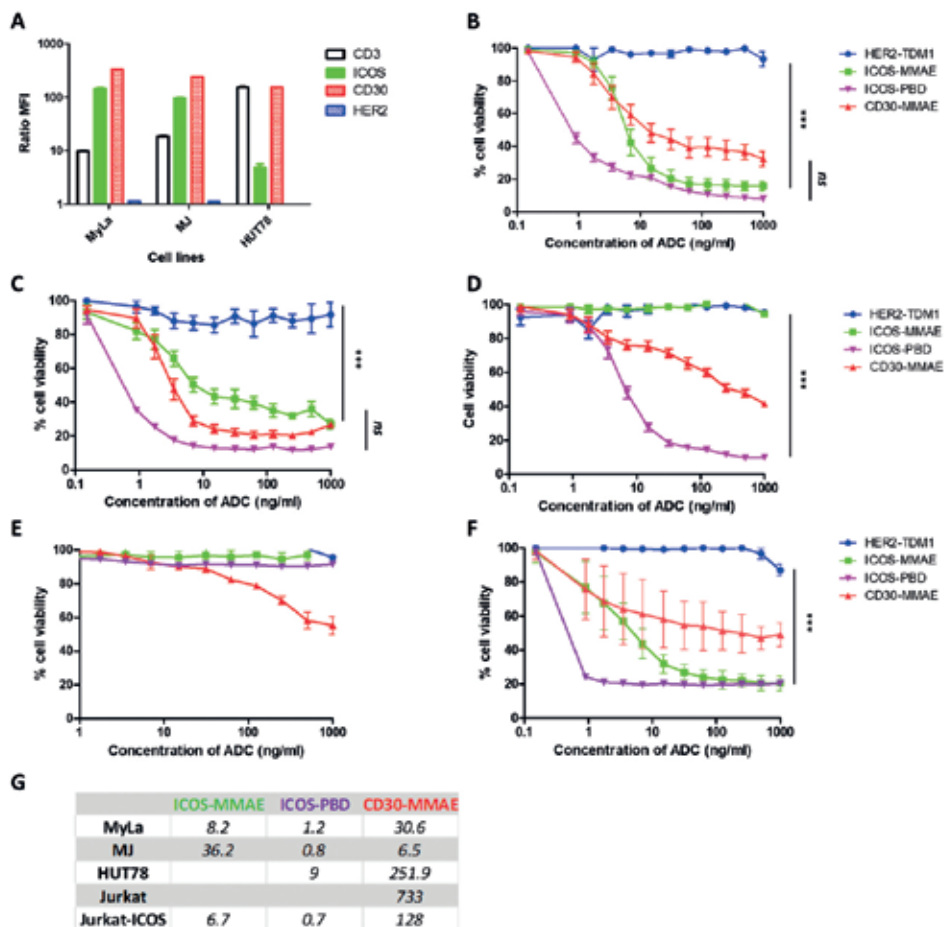 A
Ratio MFI
1000
100
10
1
MyLa
MJ
HUT78
Cell lines
CD3
ICOS
CD30
HER2
B
% cell viability
100
80
60
40
20
0
0.1
1
10
100
1000
Concentration of ADC (ng/ml)
***
ns
HER2-TDM1
ICOS-MMAE
ICOS-PBD
CD30-MMAE
C
% cell viability
100
80
60
40
20
0
0.1
1
10
100
1000
Concentration of ADC (ng/ml)
***
ns
D
Cell viability
100
80
60
40
20
0
0.1
1
10
100
1000
Concentration of ADC (ng/ml)
***
HER2-TDM1
ICOS-MMAE
ICOS-PBD
CD30-MMAE
E
% cell viability
100
80
60
40
20
0
1
10
100
1000
Concentration of ADC (ng/ml)
F
% cell viability
100
80
60
40
20
0
0.1
1
10
100
1000
Concentration of ADC (ng/ml)
***
HER2-TDM1
ICOS-MMAE
ICOS-PBD
CD30-MMAE
G
ICOS-MMAE ICOS-PBD CD30-MMAE
MyLa 8.2 1.2 30.6
MJ 36.2 0.8 6.5
HUT78 9 251.9
Jurkat 733
Jurkat-ICOS 6.7 0.7 128